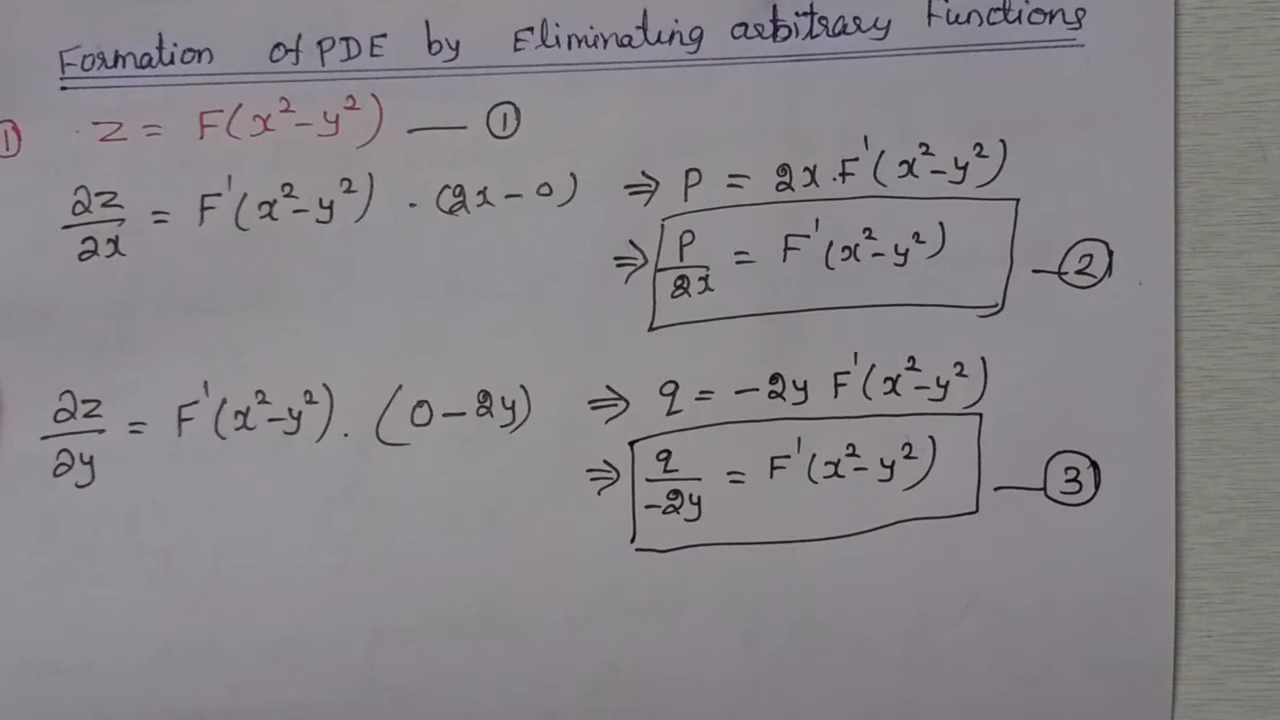 Formation of PDE by Eliminating arbitrary Functions
① z = F(x²-y²) — ①
∂z/∂x = F'(x²-y²) · (2x-0) ⇒ p = 2x.F'(x²-y²)
⇒ p/2x = F'(x²-y²) — ②
∂z/∂y = F'(x²-y²). (0-2y) ⇒ q = -2y F'(x²-y²)
⇒ q/-2y = F'(x²-y²) — ③